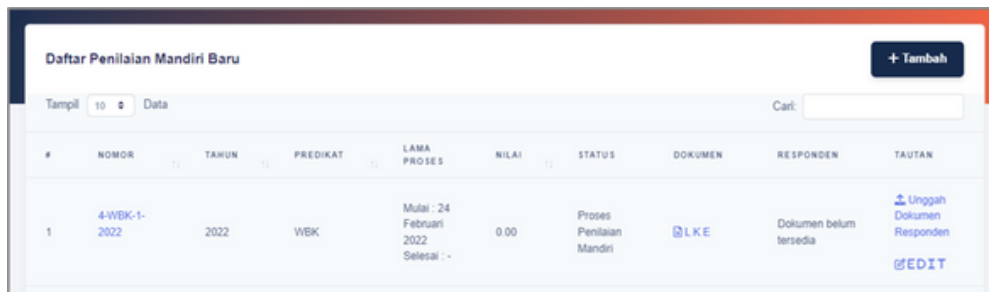 Daftar Penilaian Mandiri Baru
+ Tambah
Tampil 10 Data
Cari:
# NOMOR TAHUN PREDIKAT LAMA PROSES NILAI STATUS DOKUMEN RESPONDEN TAUTAN
1
4-WBK-1-
2022
2022
WBK
Mulai : 24
Februari
2022
Selesai : -
0.00
Proses
Penilaian
Mandiri
LKE
Dokumen belum
tersedia
Unggah
Dokumen
Responden
EDIT